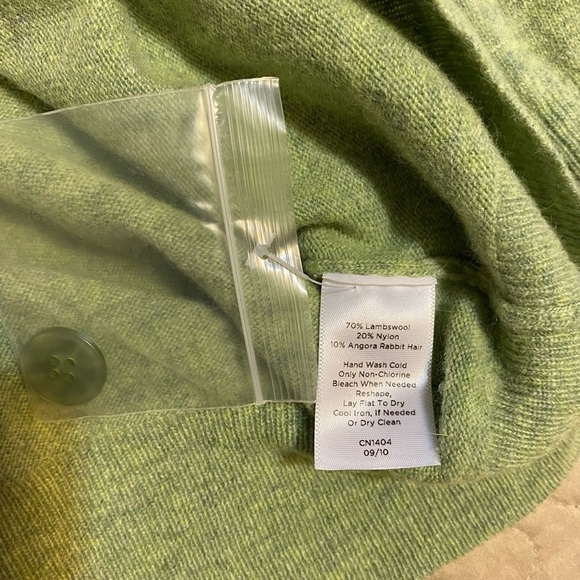 70% Lambswool
20% Nylon
10% Angora Rabbit Hair
Hand Wash Cold
Only Non-Chlorine
Bleach When Needed
Reshape,
Lay Flat To Dry
Cool Iron, If Needed
Or Dry Clean
CN1404
09/10